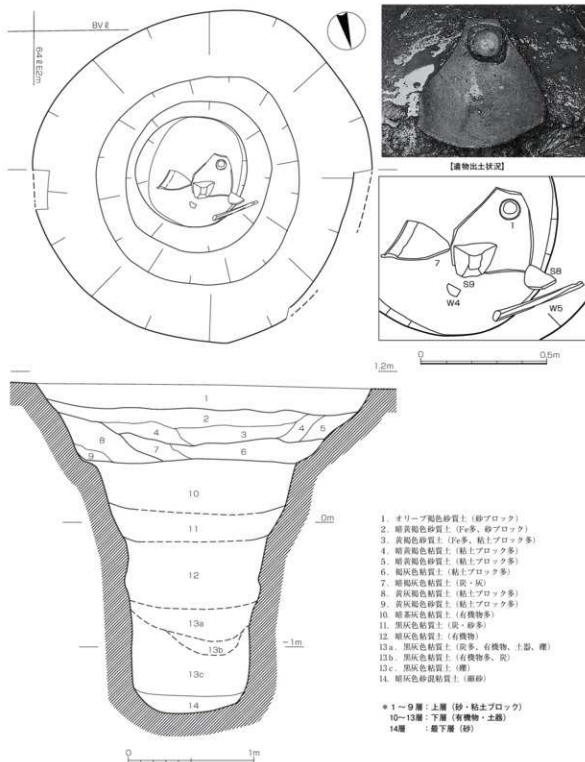 8Vℓ
64ℓE2m
【遺物出土状況】
1
7
S9
S8
W4
W5
0
0.5m
1.2m
1
2
3
4
4
5
6
7
8
9
10
11
0m
12
13a
13b
-1m
13c
14
0
1m
1. オリーブ褐色砂質土(砂ブロック)
2. 暗黄褐色砂質土(Fe多、砂ブロック)
3. 黄褐色砂質土(Fe多、粘土ブロック多)
4. 暗黄褐色粘質土(粘土ブロック多)
5. 暗黄褐色砂質土(粘土ブロック多)
6. 褐灰色砂質土(粘土ブロック多)
7. 暗褐灰色粘質土(炭・灰)
8. 黄灰褐色粘質土(粘土ブロック多)
9. 黄灰褐色砂質土(粘土ブロック多)
10. 暗茶灰色粘質土(有機物多)
11. 黒灰色粘質土(炭・砂多)
12. 暗灰色粘質土(有機物)
13a. 黒灰色粘質土(炭多、有機物、土器、礫)
13b. 黒灰色粘質土(有機物多、炭)
13c. 黒灰色粘質土(礫)
14. 暗灰色砂混粘質土(細砂)
* 1〜9層:上層(砂・粘土ブロック)
10〜13層:下層(有機物・土器)
14層 :最下層(砂)